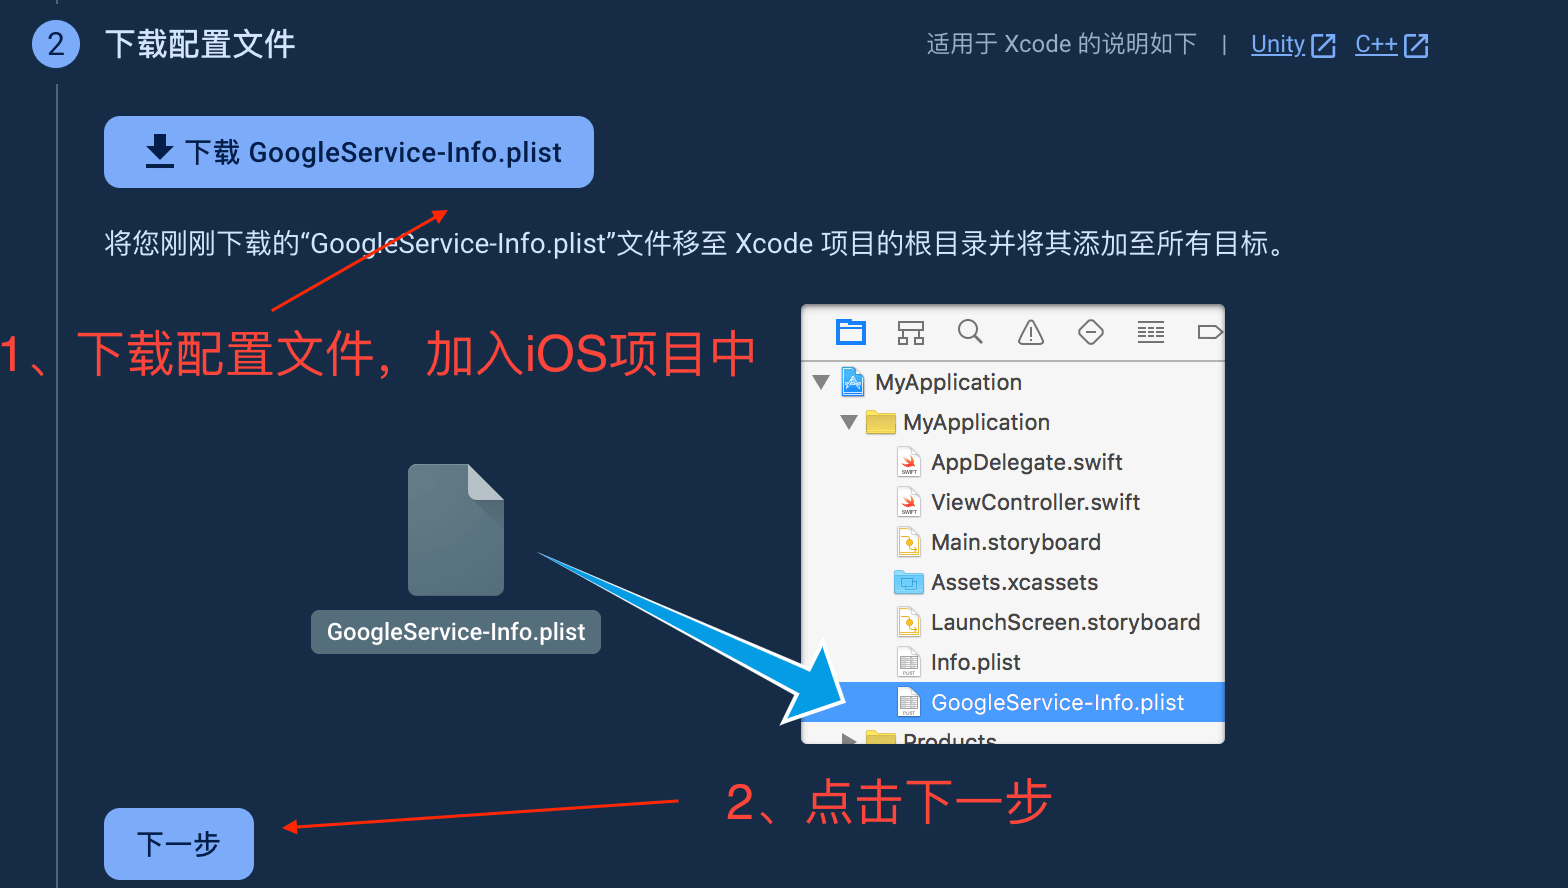 2 下载配置文件 适用于 Xcode 的说明如下 | Unity C++
下载 GoogleService-Info.plist
将您刚刚下载的“GoogleService-Info.plist”文件移至 Xcode 项目的根目录并将其添加至所有目标。
1、下载配置文件，加入iOS项目中
MyApplication
MyApplication
AppDelegate.swift
ViewController.swift
Main.storyboard
Assets.xcassets
LaunchScreen.storyboard
Info.plist
GoogleService-Info.plist
Products
GoogleService-Info.plist
2、点击下一步
下一步